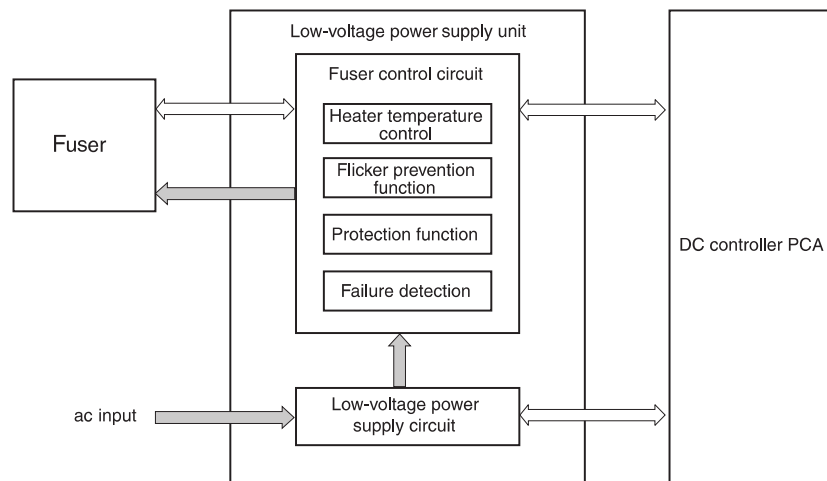 Low-voltage power supply unit
Fuser control circuit
Fuser
Heater temperature
control
Flicker prevention
function
Protection function
DC controller PCA
Failure detection
ac input
Low-voltage power
supply circuit